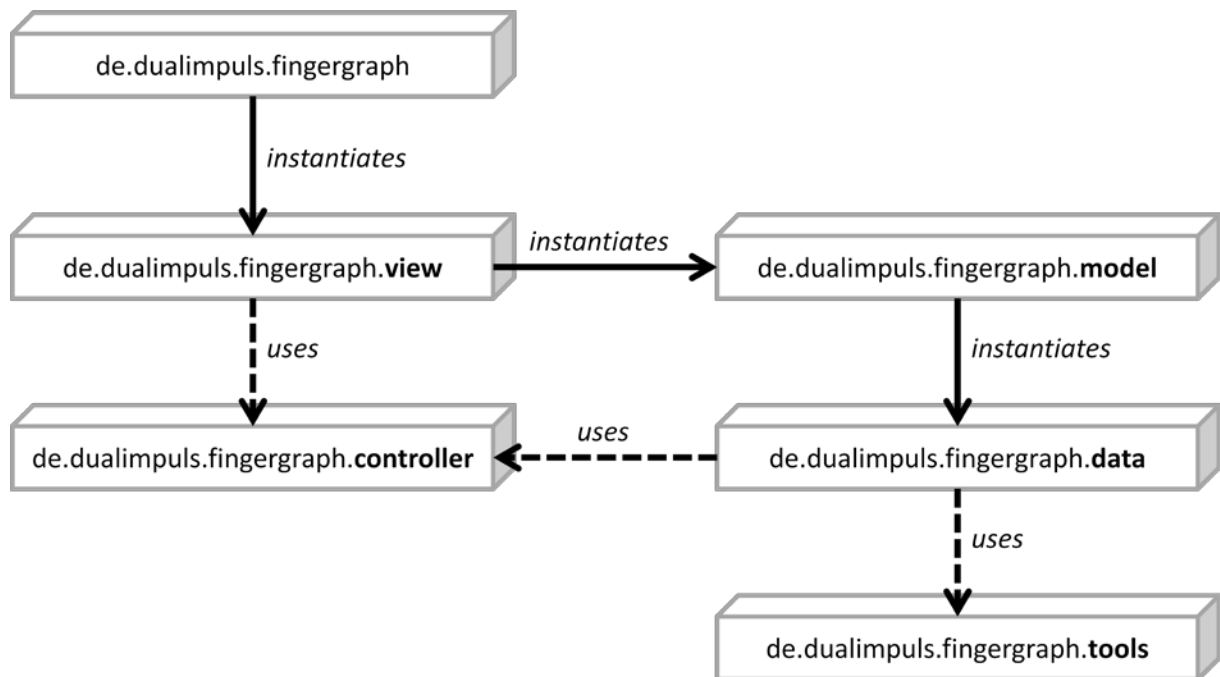 de.dualimpuls.fingergraph
instantiates
de.dualimpuls.fingergraph.view
instantiates
de.dualimpuls.fingergraph.model
uses
instantiates
de.dualimpuls.fingergraph.controller
uses
de.dualimpuls.fingergraph.data
uses
de.dualimpuls.fingergraph.tools